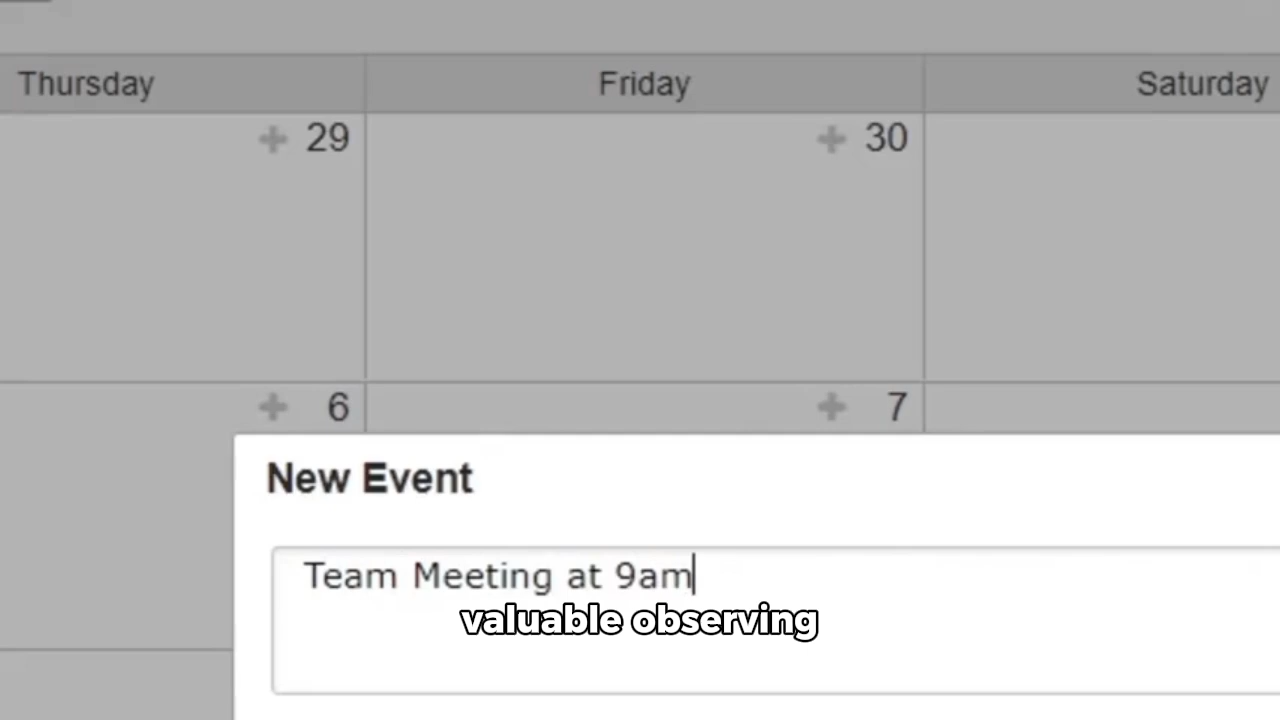 Thursday Friday Saturday
29 30
6 7
New Event
Team Meeting at 9am
valuable observing